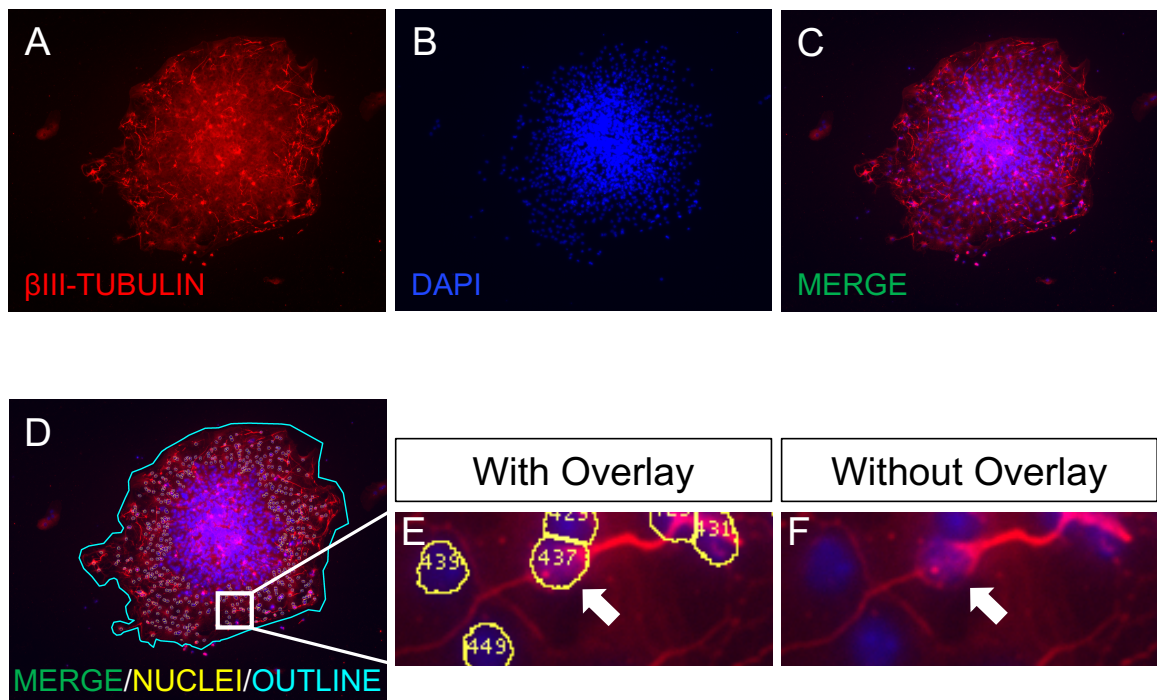 A
βIII-TUBULIN
B
DAPI
C
MERGE
D
MERGE/NUCLEI/OUTLINE
With Overlay
Without Overlay
E
439
437
431
449
F